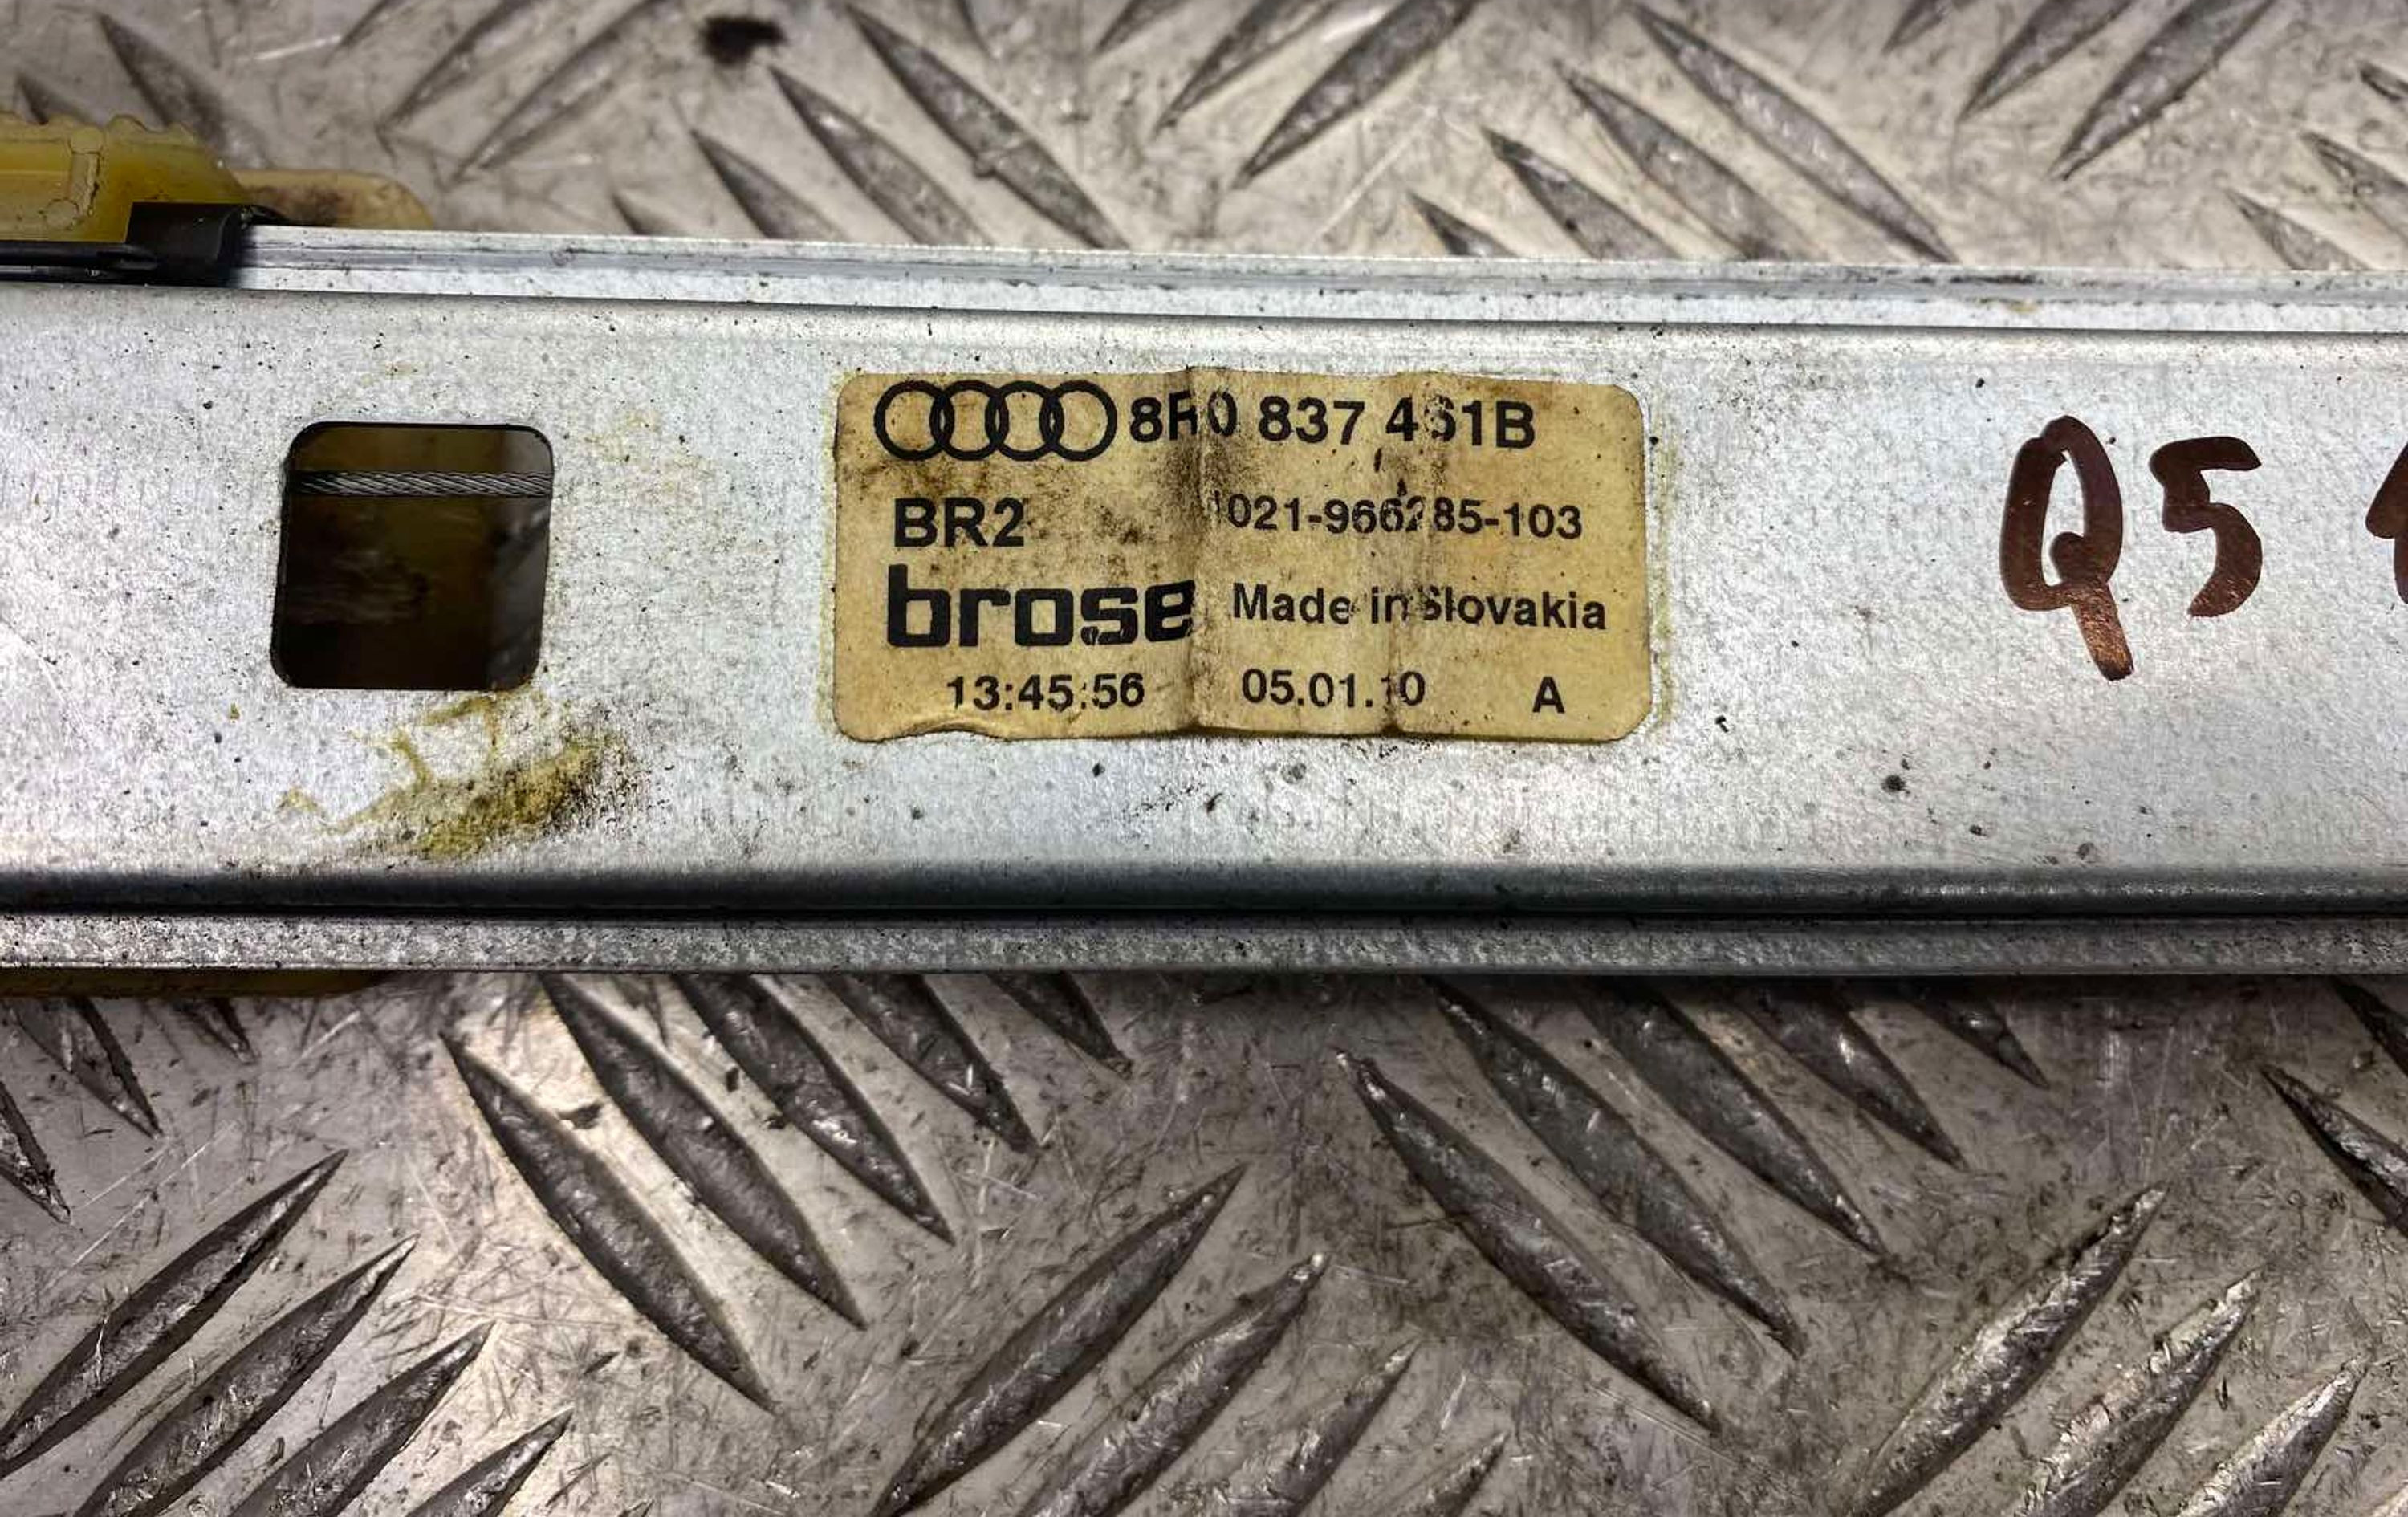 8R0 837 461B
BR2 1021-966285-103
brose Made in Slovakia
13:45:56 05.01.10 A
Q5